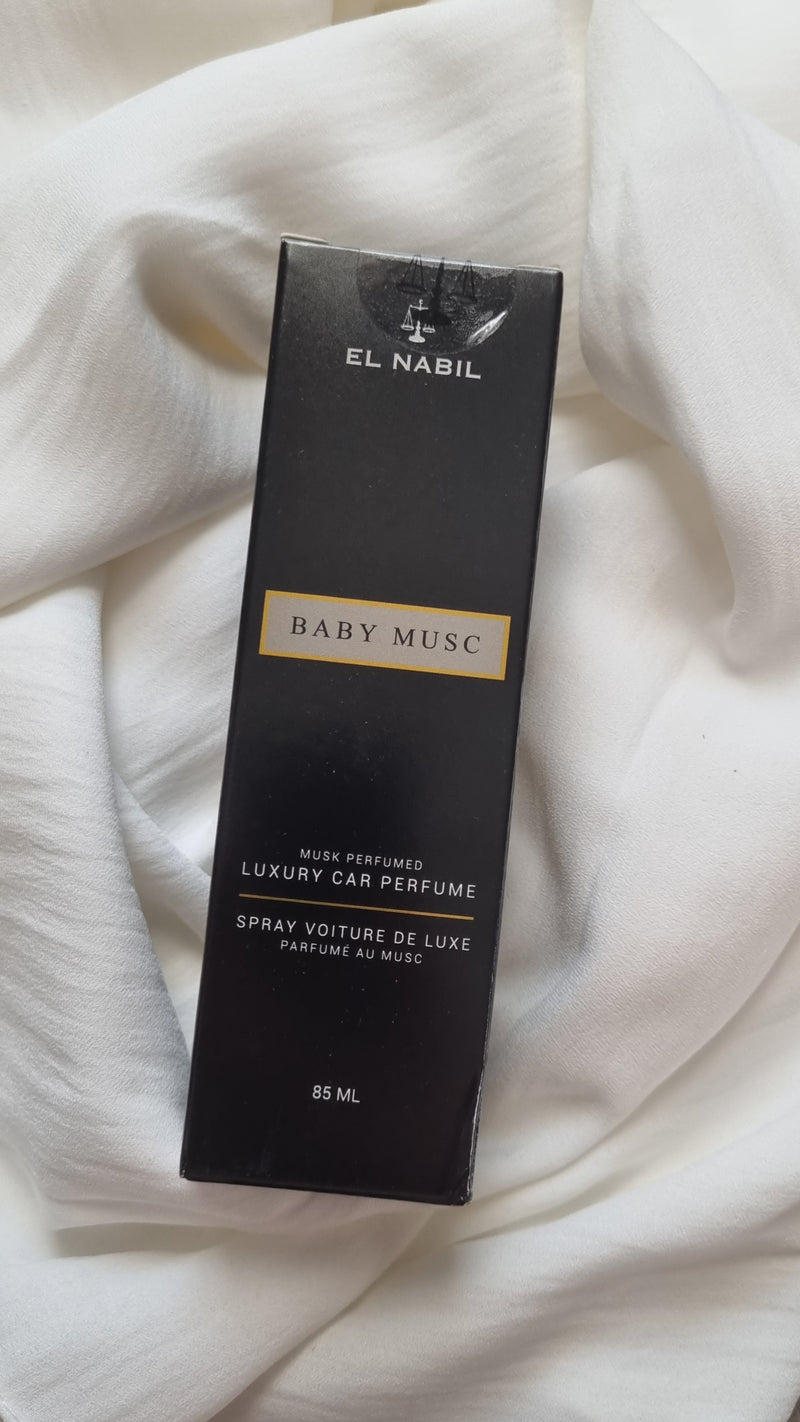 EL NABIL
BABY MUSC
MUSK PERFUMED
LUXURY CAR PERFUME
SPRAY VOITURE DE LUXE
PARFUMÉ AU MUSC
85 ML